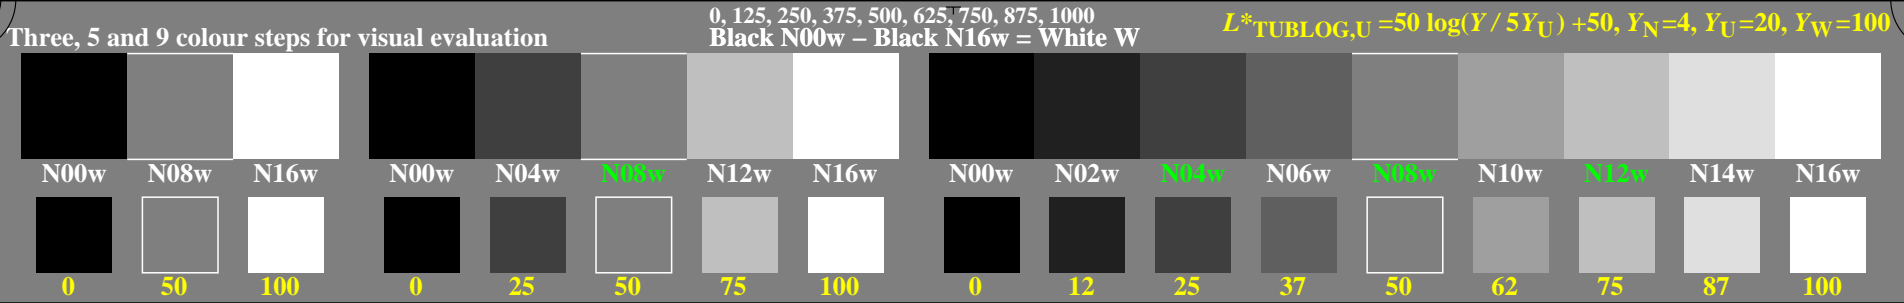 0, 125, 250, 375, 500, 625, 750, 875, 1000
Three, 5 and 9 colour steps for visual evaluation
Black N00w – Black N16w = White W
L*TUBLOG,U =50 log(Y / 5YU) +50, YN=4, YU=20, YW=100
N00w N08w N16w N00w N04w N08w N12w N16w N00w N02w N04w N06w N08w N10w N12w N14w N16w
0 50 100 0 25 50 75 100 0 12 25 37 50 62 75 87 100